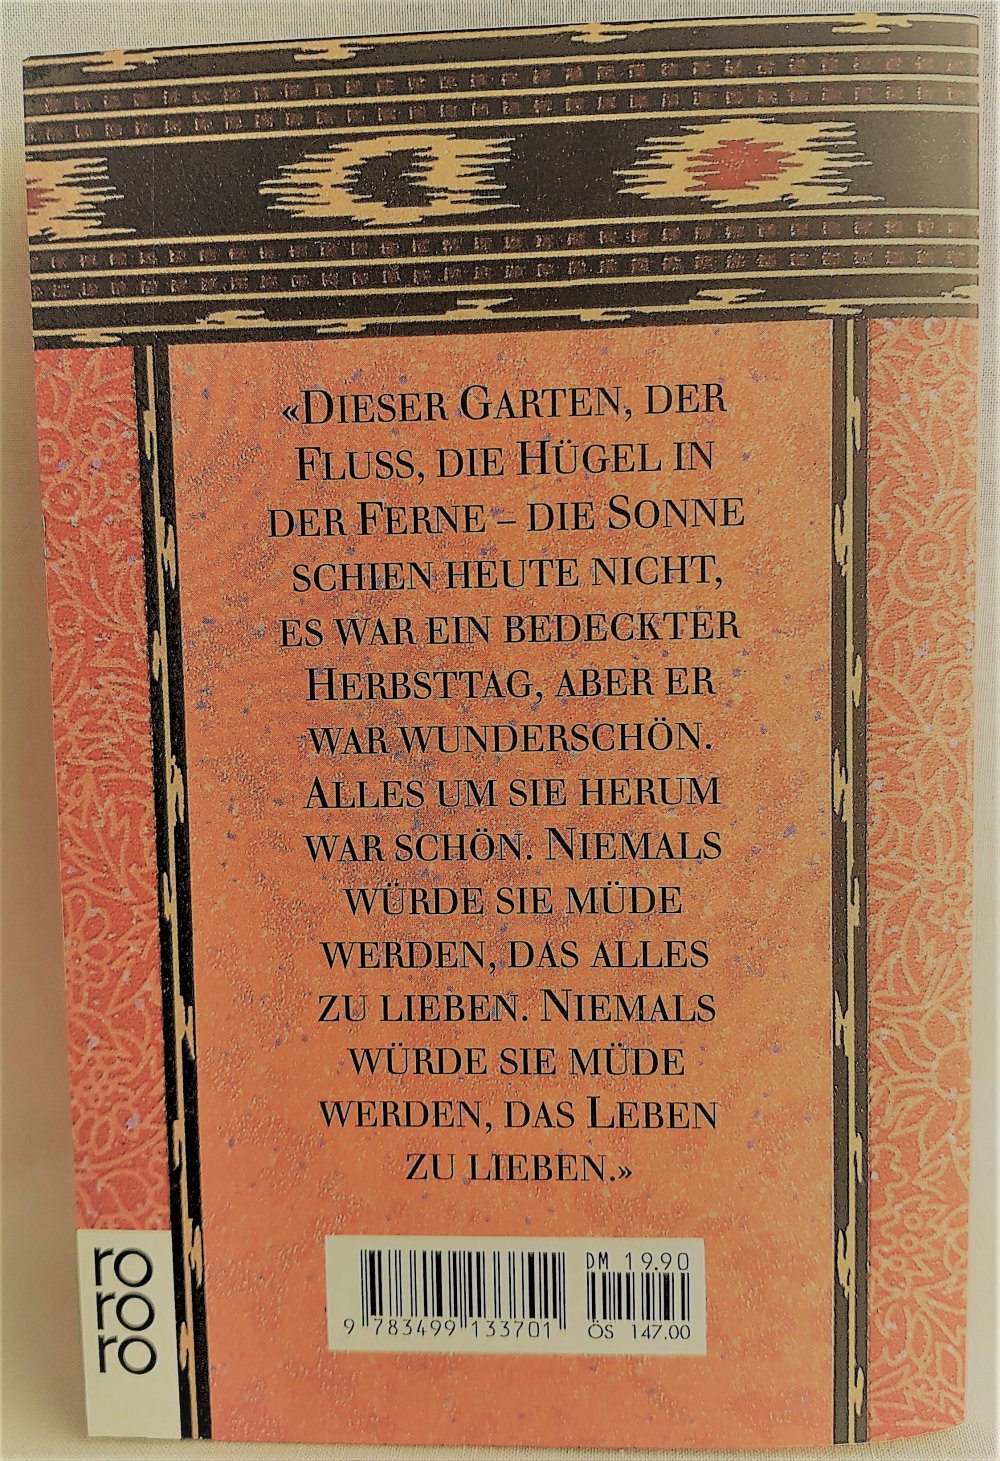 «Dieser Garten, der
Fluss, die Hügel in
der Ferne – die Sonne
schien heute nicht,
es war ein bedeckter
Herbsttag, aber er
war wunderschön.
Alles um sie herum
war schön. Niemals
würde sie müde
werden, das alles
zu lieben. Niemals
würde sie müde
werden, das Leben
zu lieben.»
ro
ro
ro
DM 19.90
9 783499 133701
ÖS 147.00